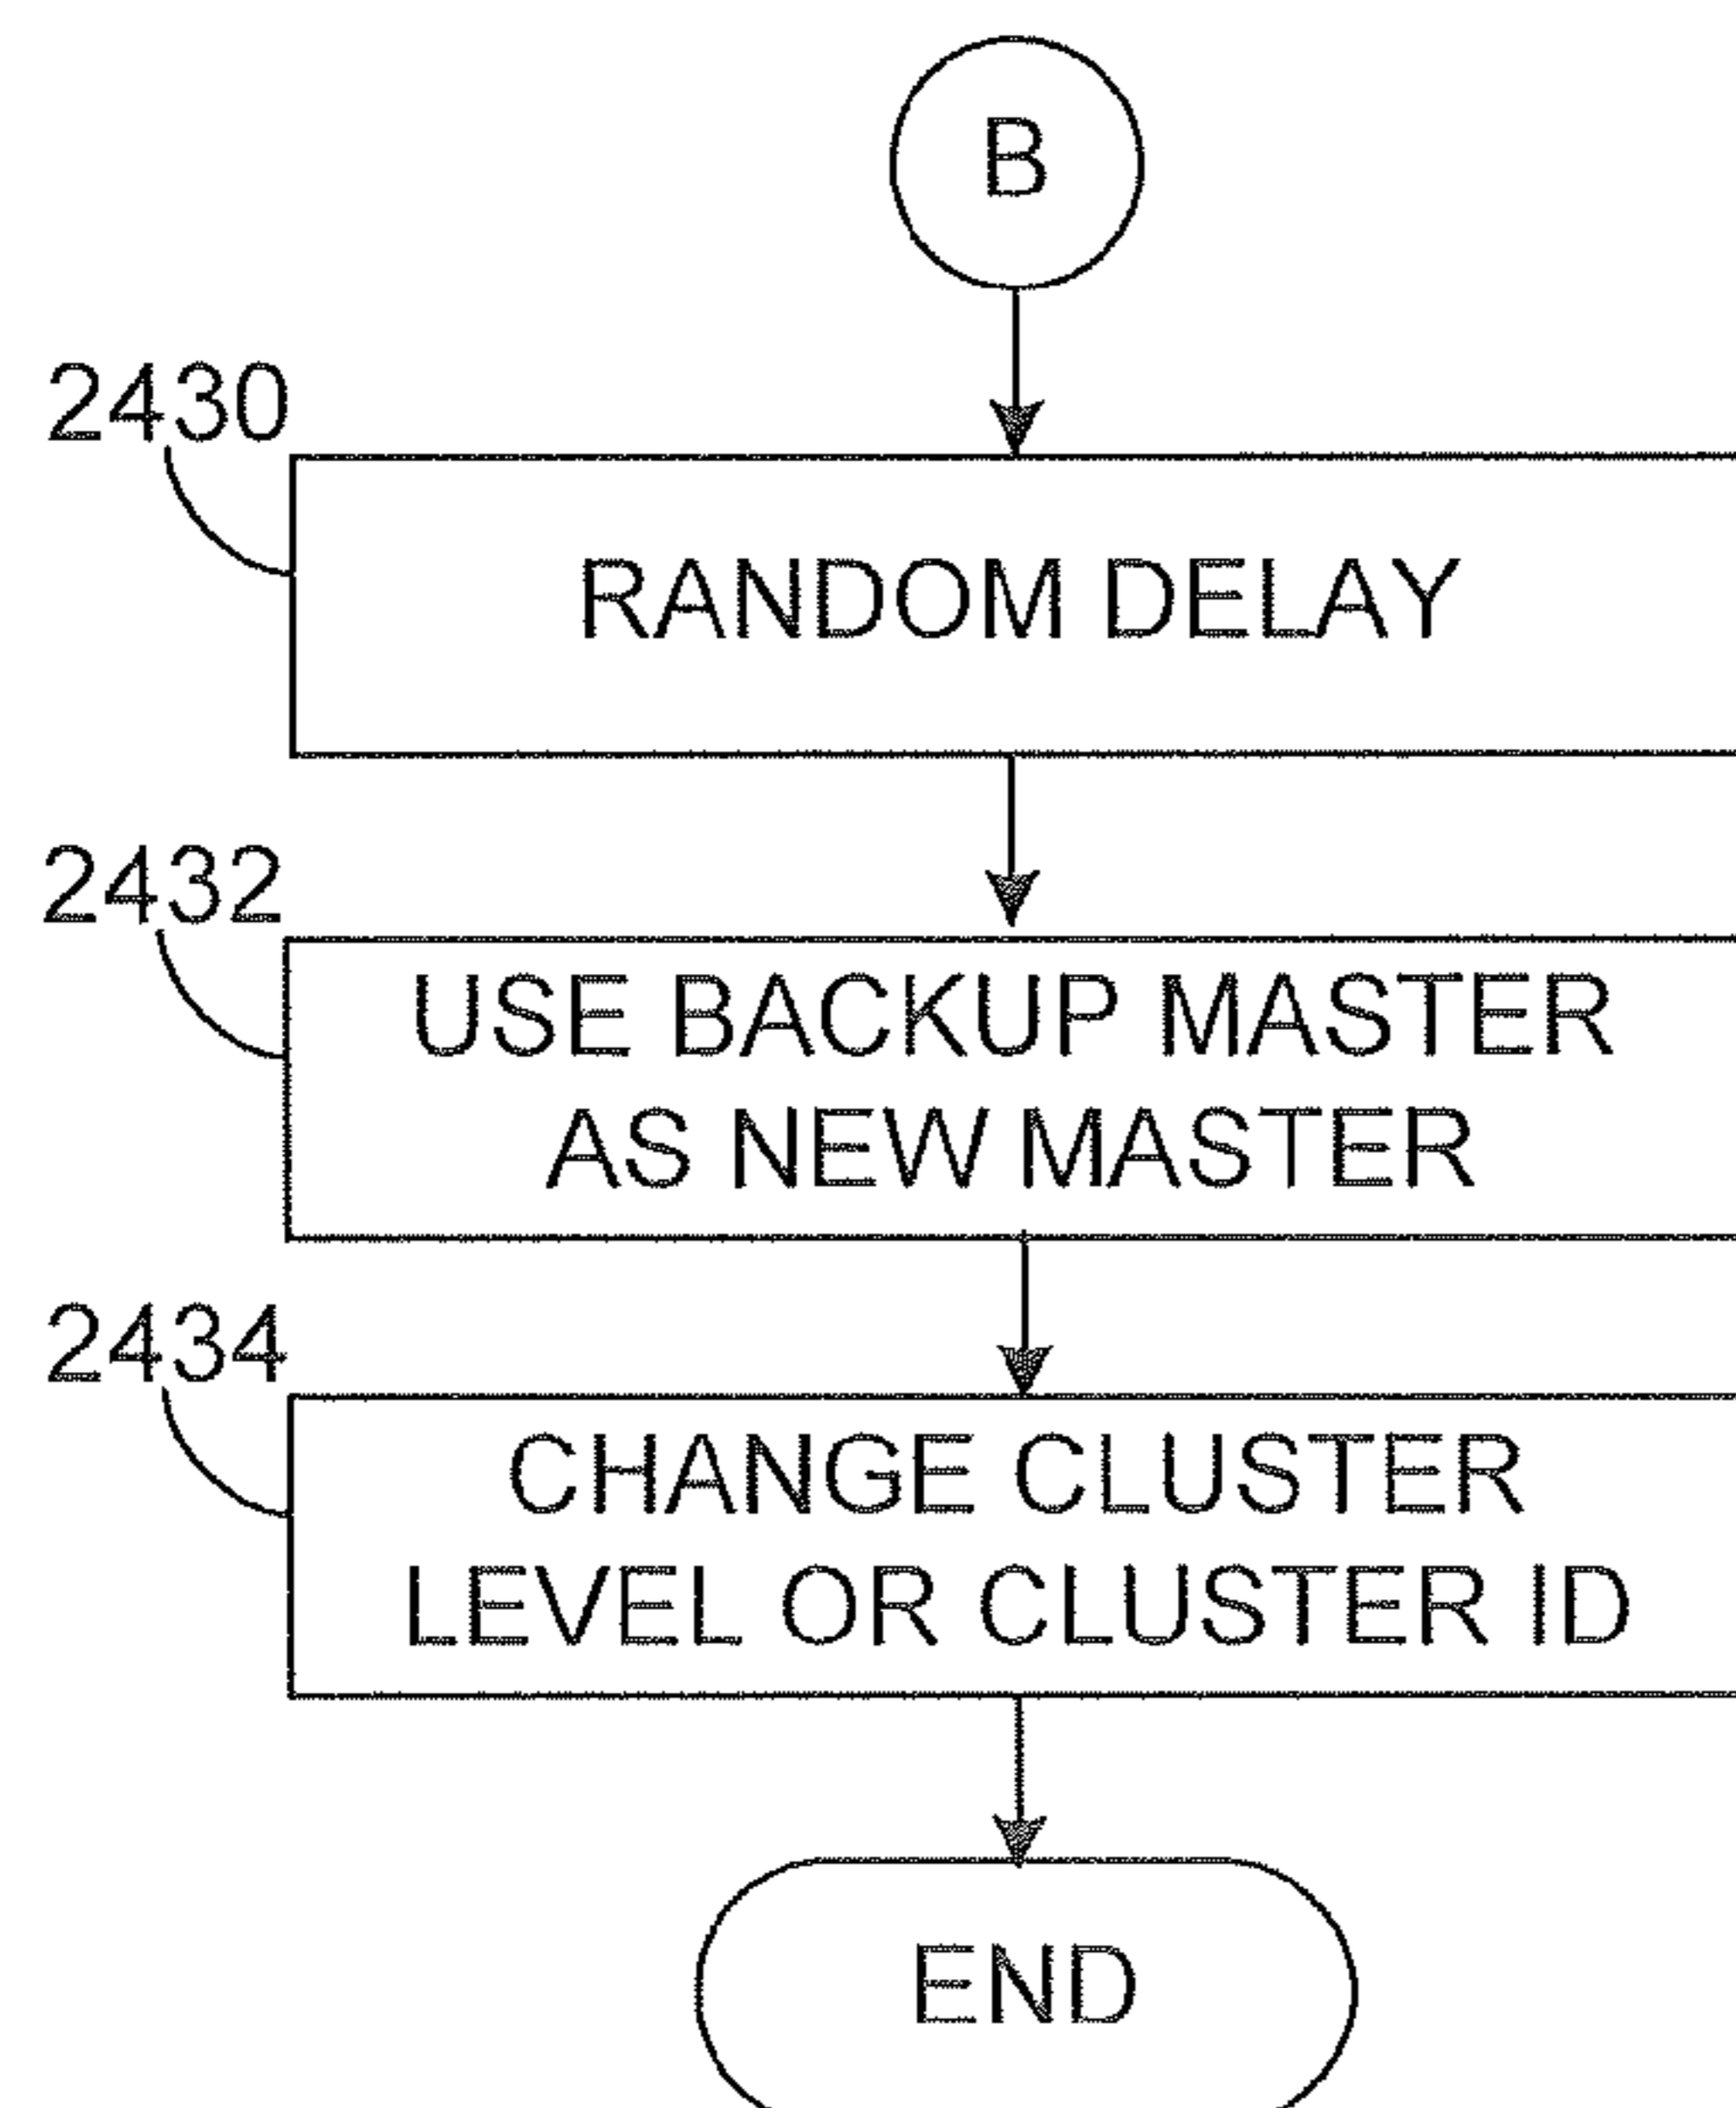 B
2430
RANDOM DELAY
2432
USE BACKUP MASTER
AS NEW MASTER
2434
CHANGE CLUSTER
LEVEL OR CLUSTER ID
END